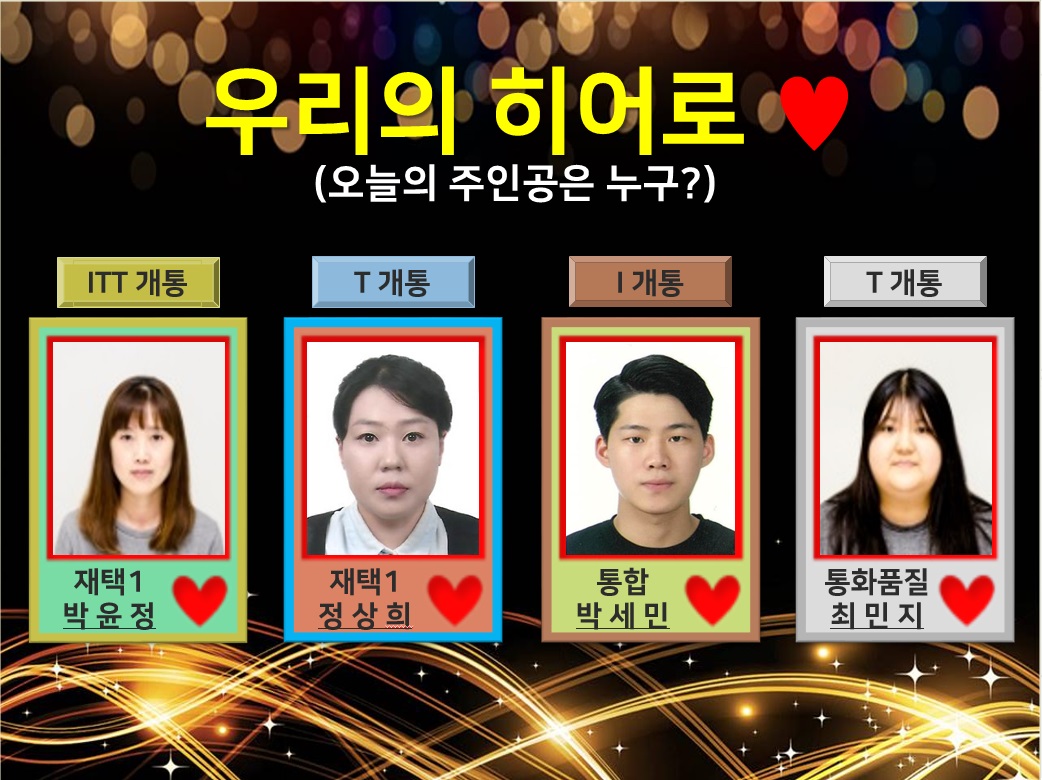 우리의 히어로 ♥
(오늘의 주인공은 누구?)
ITT 개통
T 개통
I 개통
T 개통
재택1
박 윤 정
재택1
정 상 희
통합
박 세 민
통화품질
최 민 지